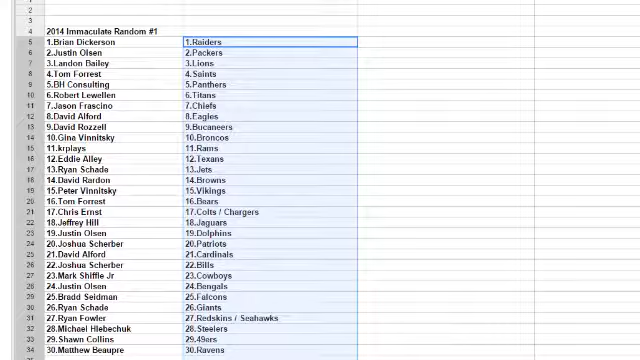 1
2
3
4 2014 Immaculate Random #1
5 1.Brian Dickerson 1.Raiders
6 2.Justin Olsen 2.Packers
7 3.Landon Bailey 3.Lions
8 4.Tom Forrest 4.Saints
9 5.BH Consulting 5.Panthers
10 6.Robert Lewellen 6.Titans
11 7.Jason Frascino 7.Chiefs
12 8.David Alford 8.Eagles
13 9.David Rozzell 9.Bucaneers
14 10.Gina Vinnitsky 10.Broncos
15 11.krplays 11.Rams
16 12.Eddie Alley 12.Texans
17 13.Ryan Schade 13.Jets
18 14.David Rardon 14.Browns
19 15.Peter Vinnitsky 15.Vikings
20 16.Tom Forrest 16.Bears
21 17.Chris Ernst 17.Colts / Chargers
22 18.Jeffrey Hill 18.Jaguars
23 19.Justin Olsen 19.Dolphins
24 20.Joshua Scherber 20.Patriots
25 21.David Alford 21.Cardinals
26 22.Joshua Scherber 22.Bills
27 23.Mark Shiffle Jr 23.Cowboys
28 24.Justin Olsen 24.Bengals
29 25.Bradd Seidman 25.Falcons
30 26.Ryan Schade 26.Giants
31 27.Ryan Fowler 27.Redskins / Seahawks
32 28.Michael Hlebechuk 28.Steelers
33 29.Shawn Collins 29.49ers
34 30.Matthew Beaupre 30.Ravens